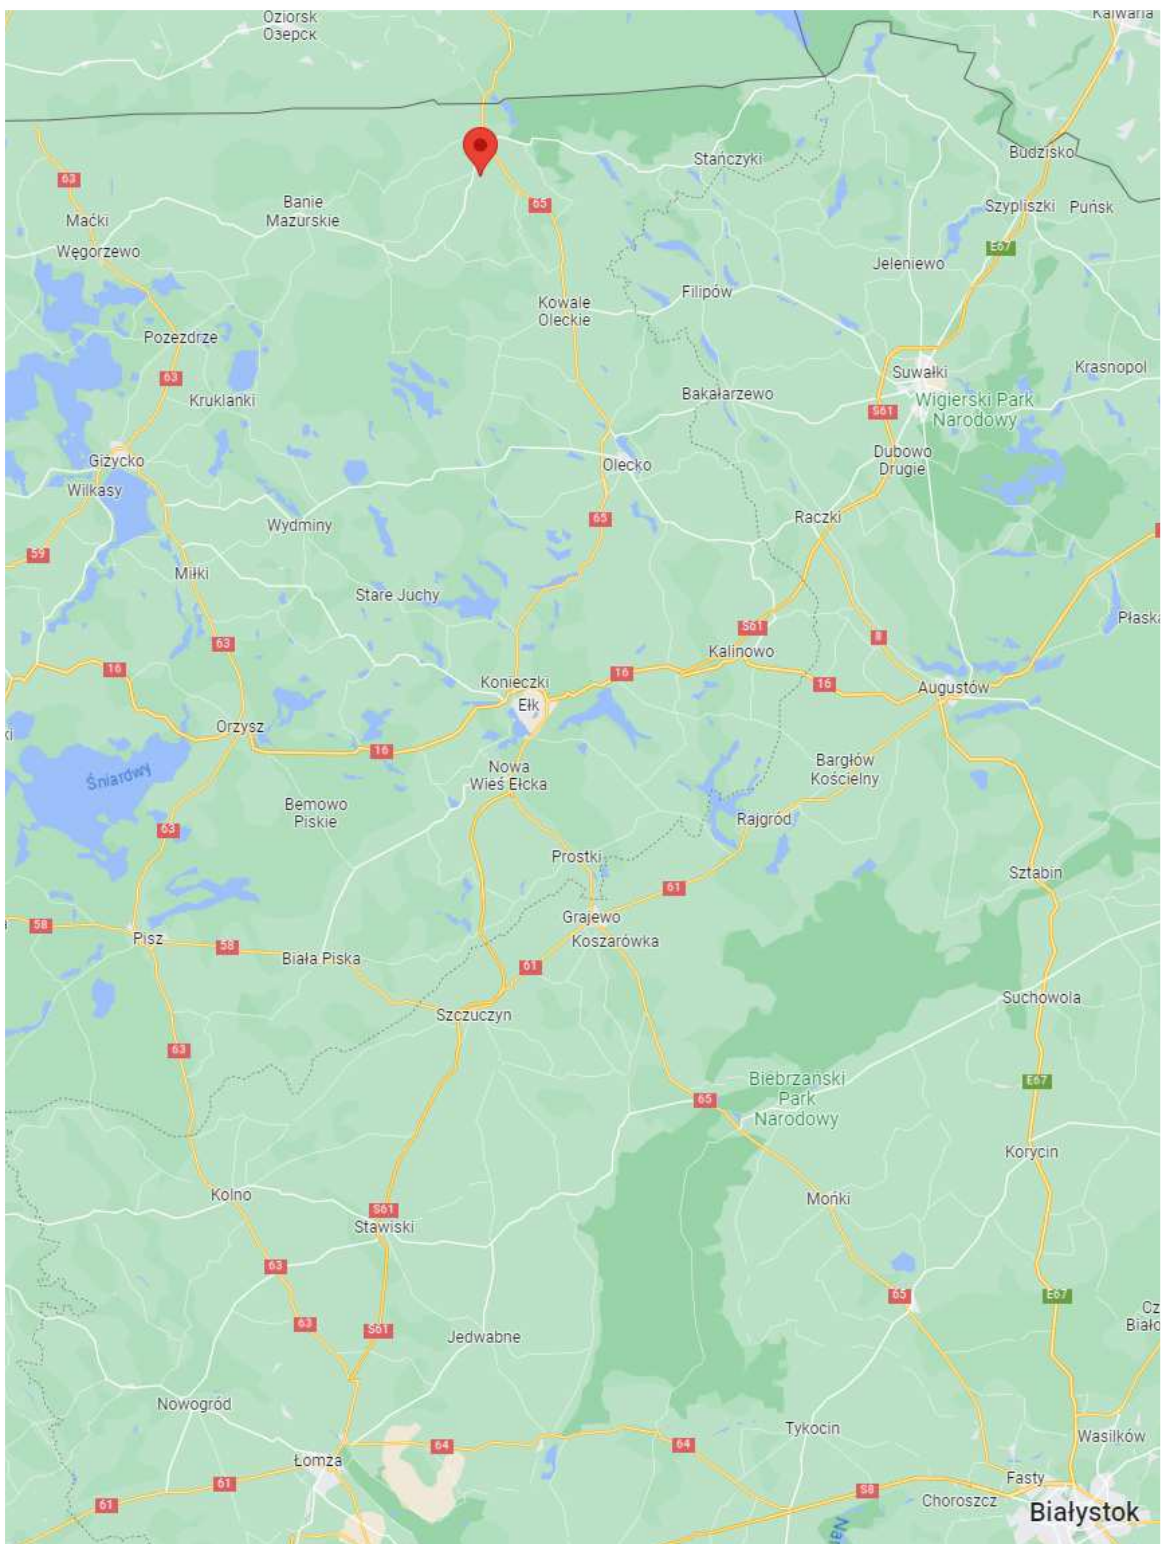 Oziorsk
Озерск
Kalwaria
63
Stańczyki
Budzisko
Banie
Mazurskie
65
Maćki
Szypliszki
Puńsk
Węgorzewo
E67
Jeleniewo
Filipów
Kowale
Oleckie
Pozezdrze
63
Suwałki
Krasnopol
Kruklanki
Bakałarzewo
Wigierski Park
Narodowy
S61
Giżycko
Olecko
Dubowo
Drugie
Wilkasy
Wydminy
65
Raczki
59
Miłki
Stare Juchy
Płaska
63
S61
8
16
Kalinowo
16
Konieczki
16
Augustów
Ełk
Orzysz
16
Śniardwy
Nowa
Wieś Ełcka
Bargłów
Kościelny
Bemowo
Piskie
63
Rajgród
Prostki
Sztabin
61
58
Grajewo
Pisz
58
Koszarówka
Biała Piska
61
Suchowola
Szczuczyn
63
Biebrzański
Park
Narodowy
E67
65
Korycin
Kolno
Mońki
S61
Stawiski
63
65
E67
63
S61
Jedwabne
Nowogród
Tykocin
64
64
Wasilków
Łomża
61
Fasty
61
S8
Choroszcz
Białystok